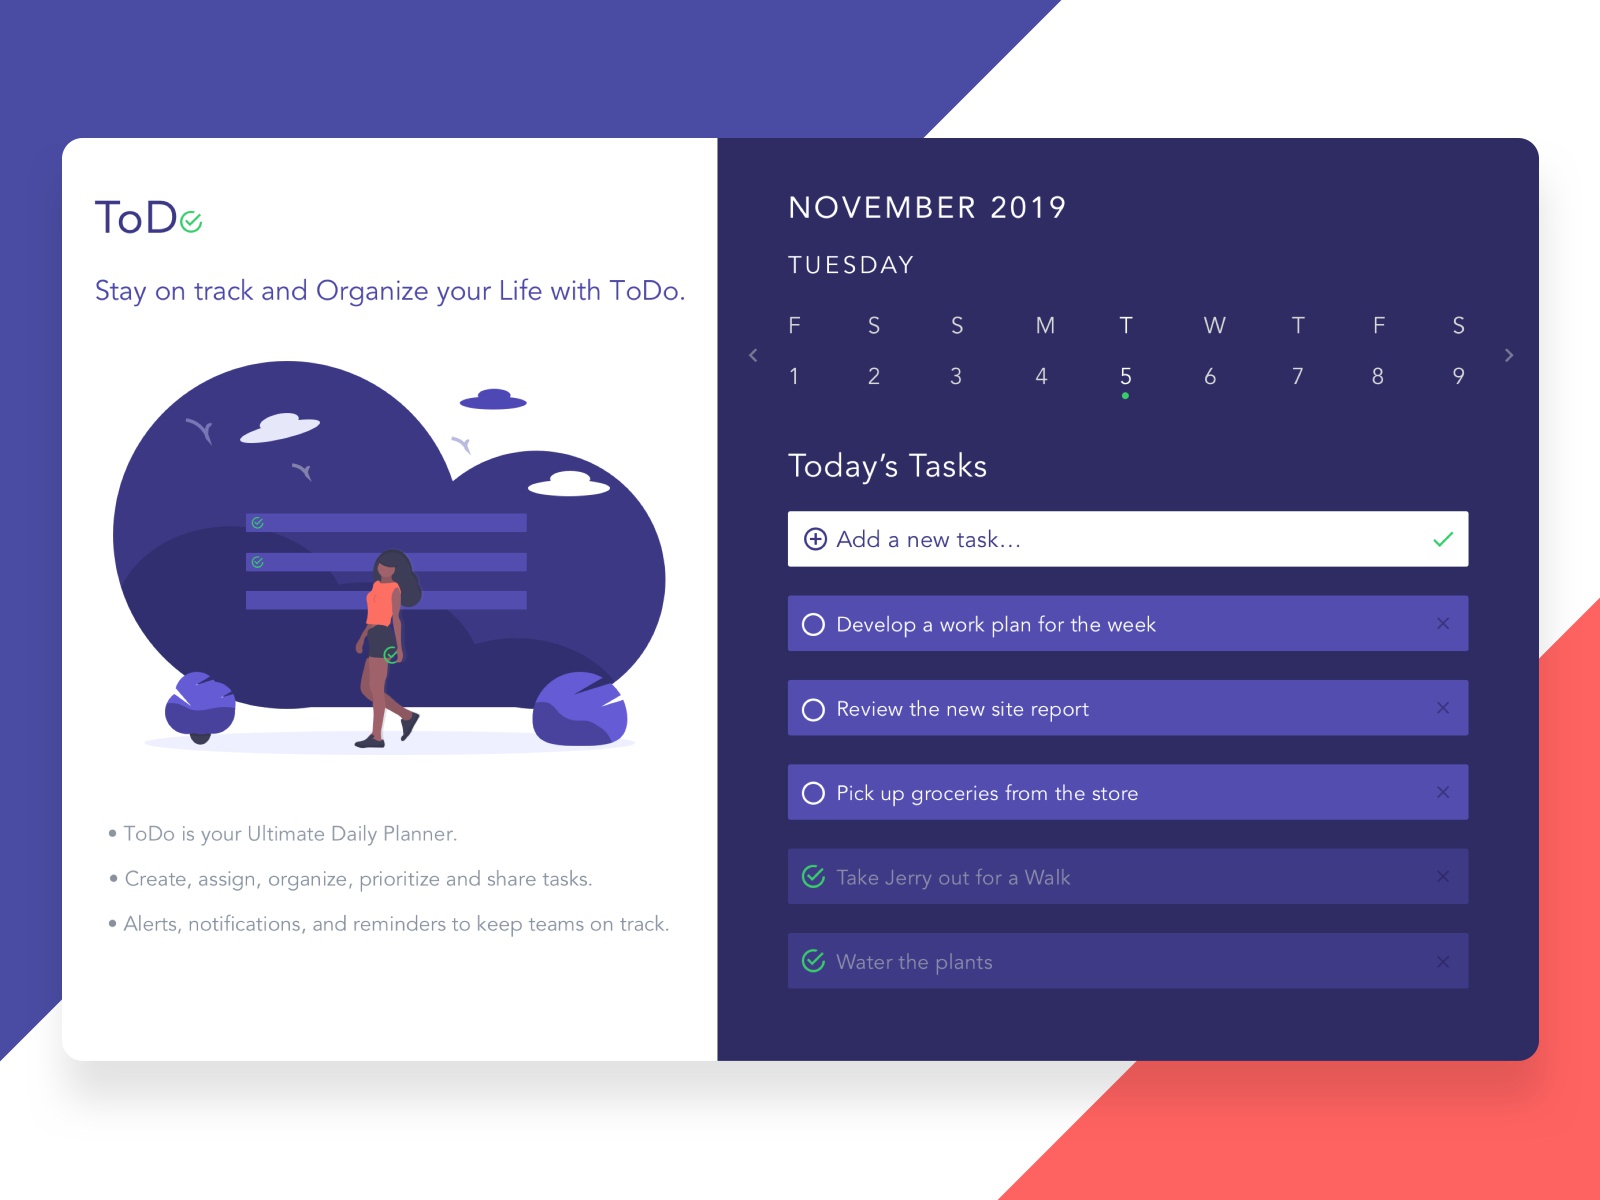 ToDo
Stay on track and Organize your Life with ToDo.
• ToDo is your Ultimate Daily Planner.
• Create, assign, organize, prioritize and share tasks.
• Alerts, notifications, and reminders to keep teams on track.
NOVEMBER 2019
TUESDAY
F S S M T W T F S
1 2 3 4 5 6 7 8 9
Today’s Tasks
Add a new task...
Develop a work plan for the week
Review the new site report
Pick up groceries from the store
Take Jerry out for a Walk
Water the plants